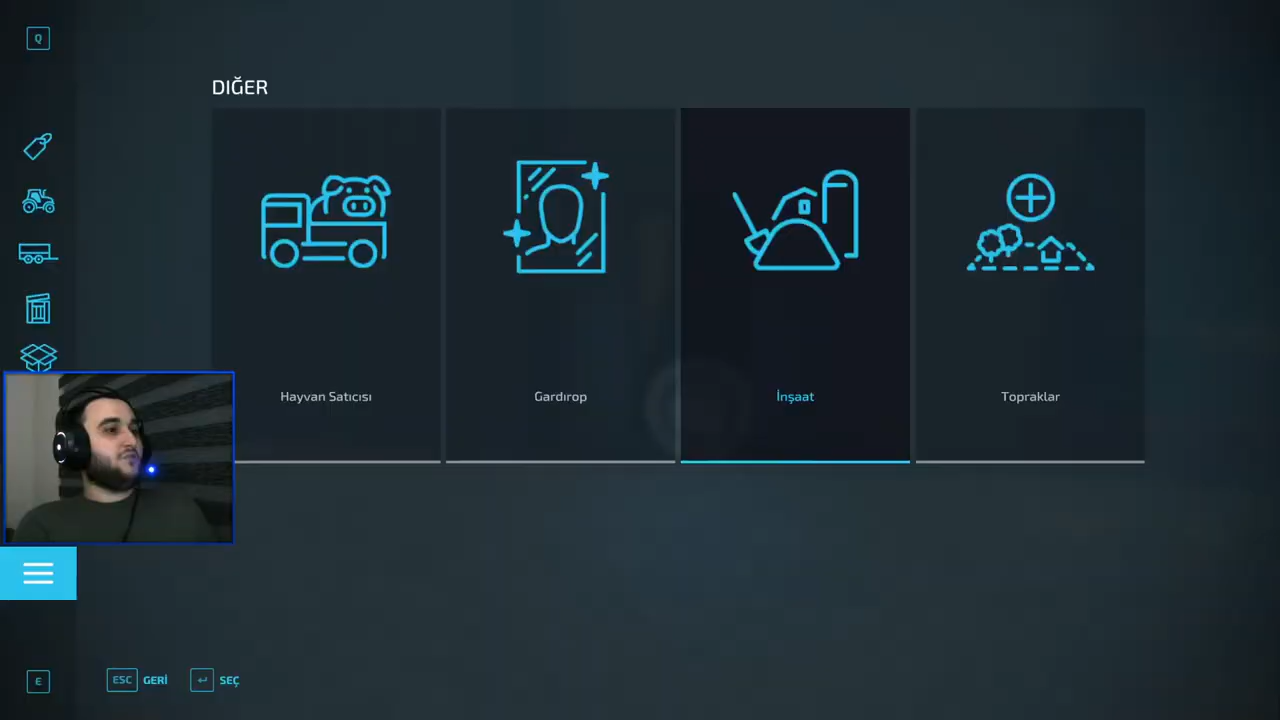 Q
DIĞER
Hayvan Satıcısı
Gardırop
İnşaat
Topraklar
E
ESC GERİ
SEÇ